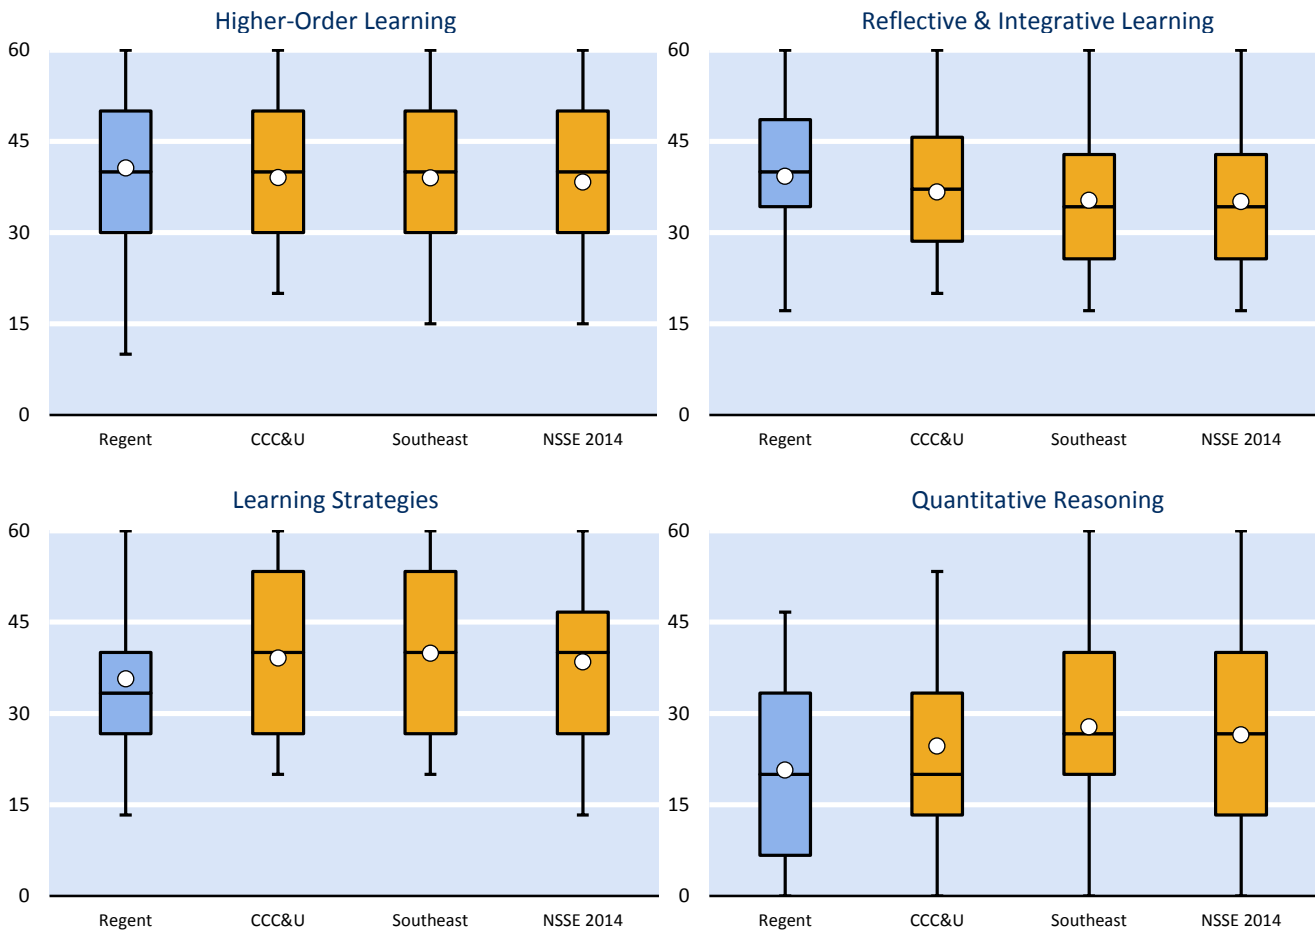 Higher-Order Learning
60
45
30
15
0
Regent CCC&U Southeast NSSE 2014
Reflective & Integrative Learning
60
45
30
15
0
Regent CCC&U Southeast NSSE 2014
Learning Strategies
60
45
30
15
0
Regent CCC&U Southeast NSSE 2014
Quantitative Reasoning
60
45
30
15
0
Regent CCC&U Southeast NSSE 2014